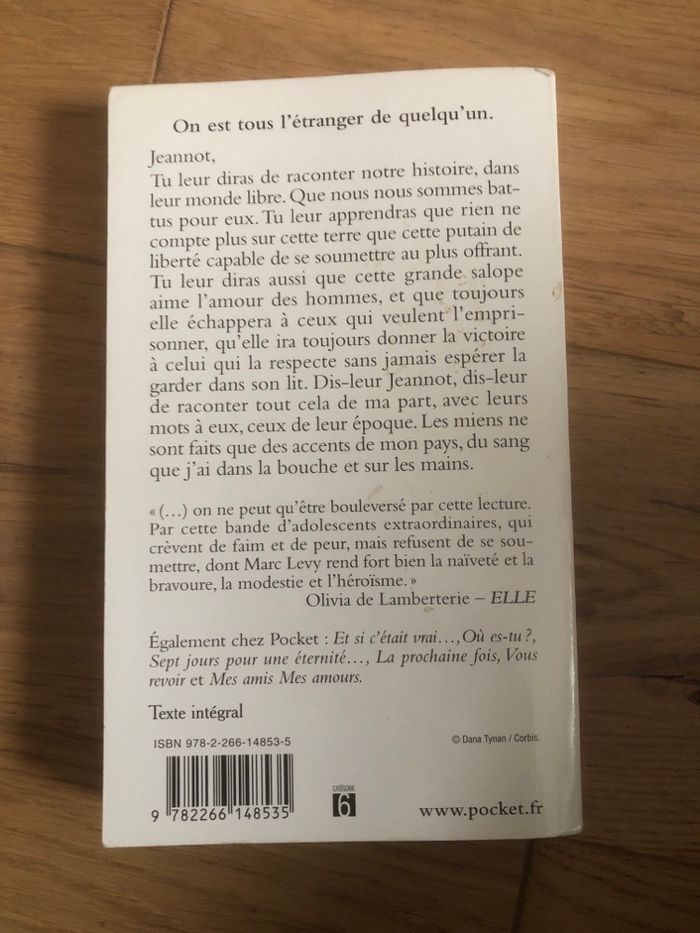 On est tous l'étranger de quelqu'un.
Jeannot,
Tu leur diras de raconter notre histoire, dans
leur monde libre. Que nous nous sommes bat-
tus pour eux. Tu leur apprendras que rien ne
compte plus sur cette terre que cette putain de
liberté capable de se soumettre au plus offrant.
Tu leur diras aussi que cette grande salope
aime l'amour des hommes, et que toujours
elle échappera à ceux qui veulent l'empri-
sonner, qu'elle ira toujours donner la victoire
à celui qui la respecte sans jamais espérer la
garder dans son lit. Dis-leur Jeannot, dis-leur
de raconter tout cela de ma part, avec leurs
mots à eux, ceux de leur époque. Les miens ne
sont faits que des accents de mon pays, du sang
que j'ai dans la bouche et sur les mains.
« (...) on ne peut qu'être bouleversé par cette lecture.
Par cette bande d'adolescents extraordinaires, qui
crèvent de faim et de peur, mais refusent de se sou-
mettre, dont Marc Levy rend fort bien la naïveté et la
bravoure, la modestie et l'héroïsme. »
Olivia de Lamberterie – ELLE
Également chez Pocket : Et si c'était vrai..., Où es-tu ?,
Sept jours pour une éternité..., La prochaine fois, Vous
revoir et Mes amis Mes amours.
Texte intégral
ISBN 978-2-266-14853-5
© Dana Tynan / Corbis.
9 782266 148535
CATÉGORIE
6
www.pocket.fr